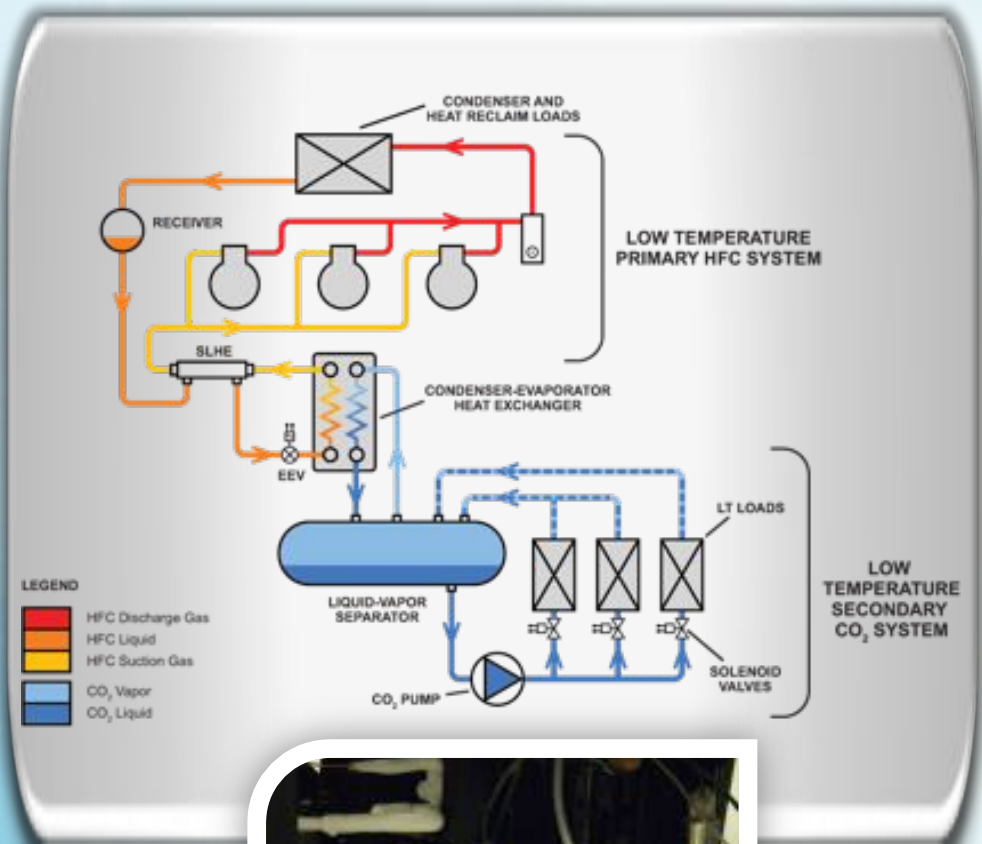 CONDENSER AND
HEAT RECLAIM LOADS
RECEIVER
LOW TEMPERATURE
PRIMARY HFC SYSTEM
SLHE
CONDENSER-EVAPORATOR
HEAT EXCHANGER
EEV
LT LOADS
LIQUID-VAPOR
SEPARATOR
LOW
TEMPERATURE
SECONDARY
CO₂ SYSTEM
SOLENOID
VALVES
CO₂ PUMP
LEGEND
HFC Discharge Gas
HFC Liquid
HFC Suction Gas
CO₂ Vapor
CO₂ Liquid